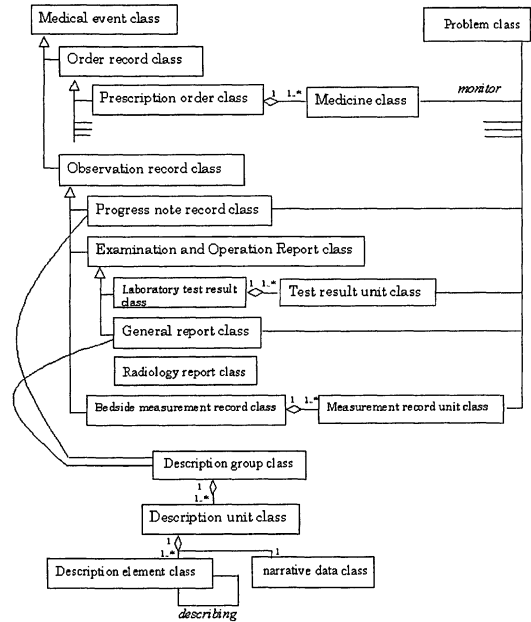 Medical event class
Problem class
Order record class
Prescription order class
1 1..*
Medicine class
monitor
Observation record class
Progress note record class
Examination and Operation Report class
Laboratory test result
class
1 1..*
Test result unit class
General report class
Radiology report class
Bedside measurement record class
1 1..*
Measurement record unit class
Description group class
1
1..*
Description unit class
1
1..*
1
Description element class
narrative data class
describing